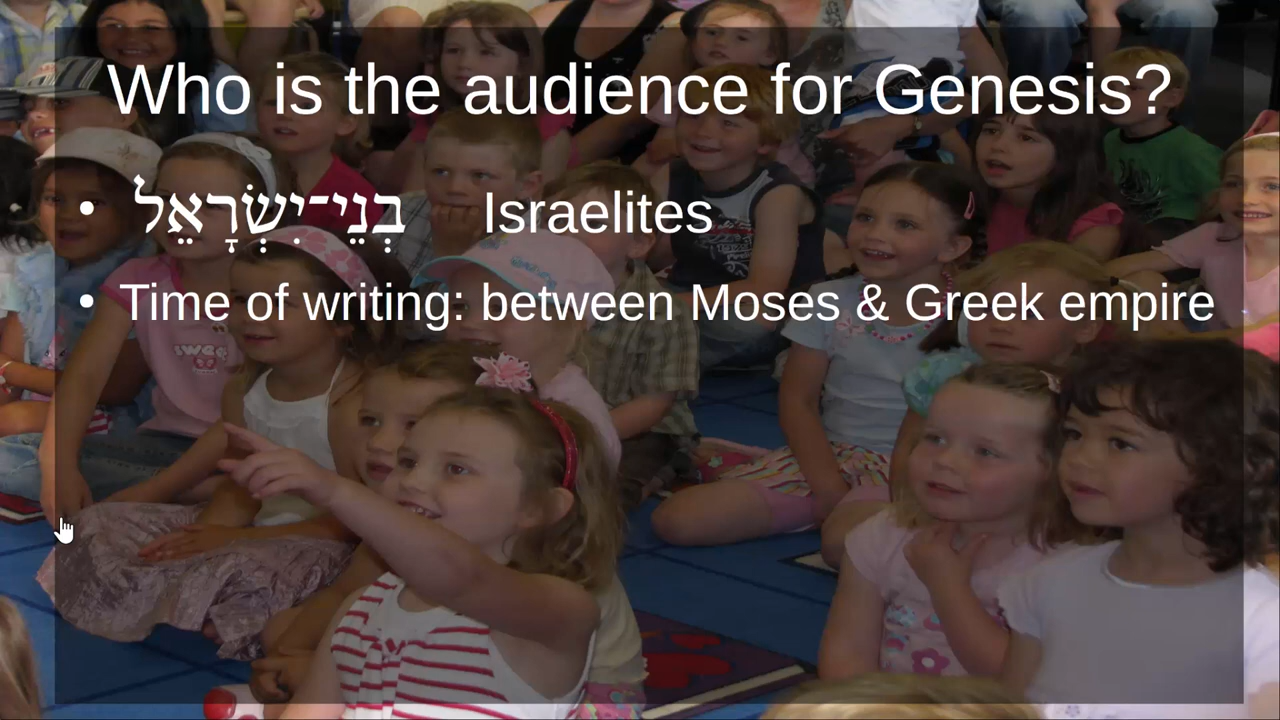 Who is the audience for Genesis?
• בְּנֵי־יִשְׂרָאֵל Israelites
• Time of writing: between Moses & Greek empire